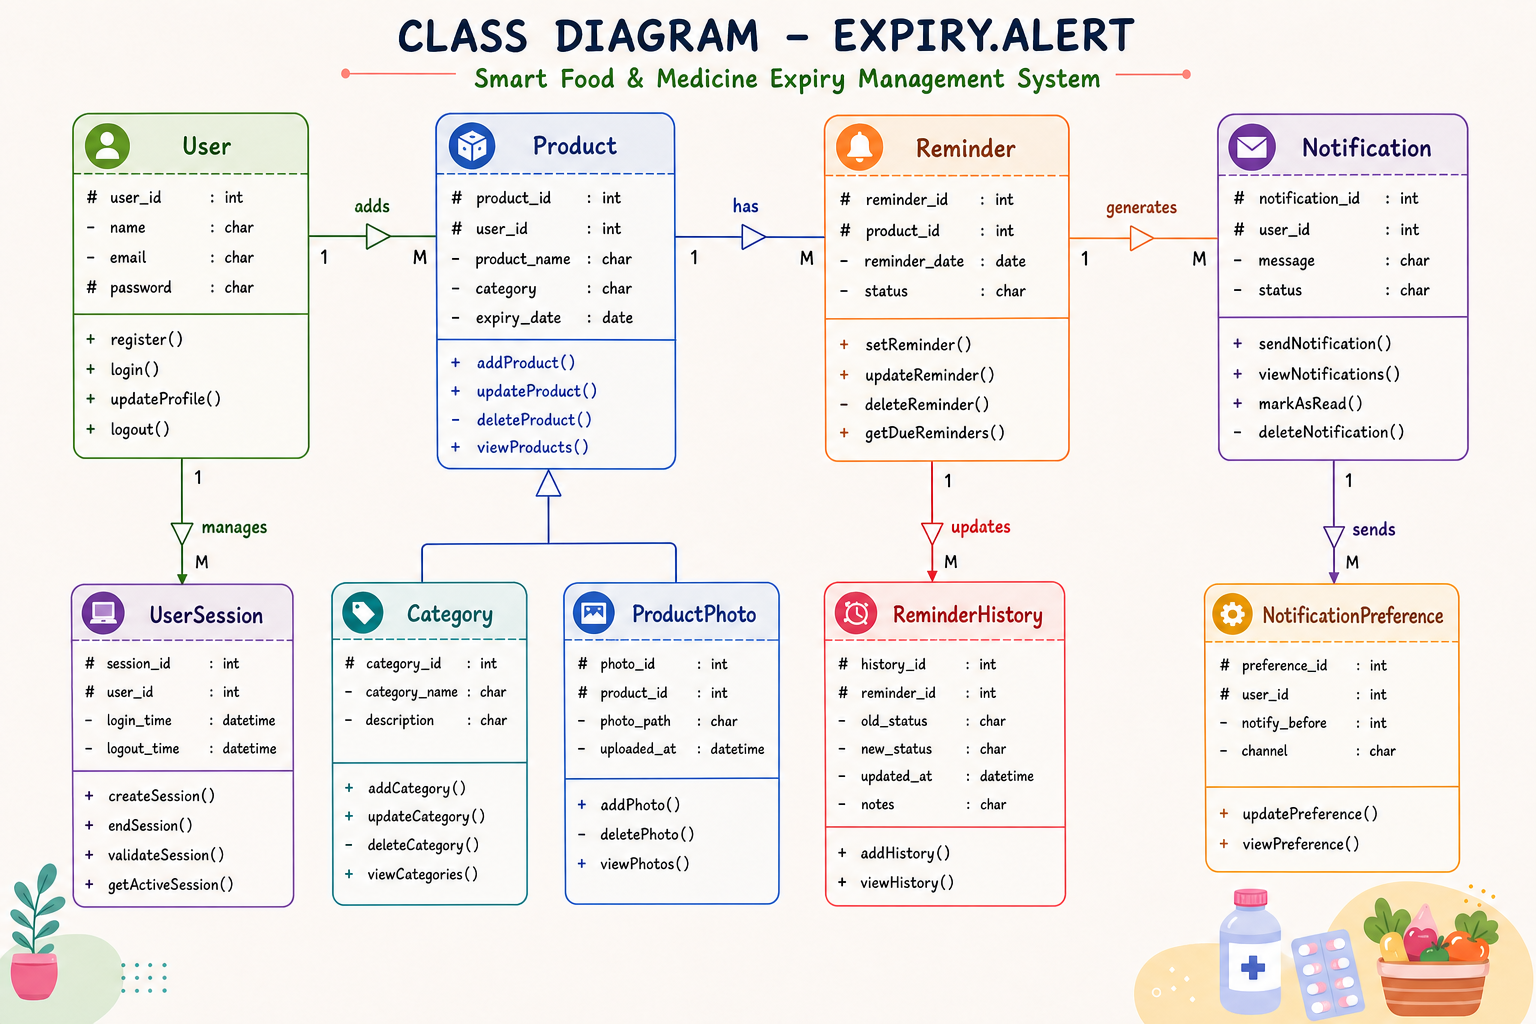 CLASS DIAGRAM – EXPIRY.ALERT
Smart Food & Medicine Expiry Management System
User
# user_id : int
- name : char
- email : char
# password : char
+ register()
+ login()
+ updateProfile()
+ logout()
adds
1 M
Product
# product_id : int
# user_id : int
- product_name : char
- category : char
- expiry_date : date
+ addProduct()
+ updateProduct()
- deleteProduct()
+ viewProducts()
has
1 M
Reminder
# reminder_id : int
# product_id : int
- reminder_date : date
- status : char
+ setReminder()
+ updateReminder()
- deleteReminder()
+ getDueReminders()
generates
1 M
Notification
# notification_id : int
# user_id : int
- message : char
- status : char
+ sendNotification()
+ viewNotifications()
+ markAsRead()
- deleteNotification()
1
manages
M
1
updates
M
1
sends
M
UserSession
# session_id : int
# user_id : int
- login_time : datetime
- logout_time : datetime
+ createSession()
+ endSession()
+ validateSession()
+ getActiveSession()
Category
# category_id : int
- category_name : char
- description : char
+ addCategory()
+ updateCategory()
- deleteCategory()
+ viewCategories()
ProductPhoto
# photo_id : int
# product_id : int
- photo_path : char
- uploaded_at : datetime
+ addPhoto()
- deletePhoto()
+ viewPhotos()
ReminderHistory
# history_id : int
# reminder_id : int
- old_status : char
- new_status : char
- updated_at : datetime
- notes : char
+ addHistory()
+ viewHistory()
NotificationPreference
# preference_id : int
# user_id : int
- notify_before : int
- channel : char
+ updatePreference()
+ viewPreference()